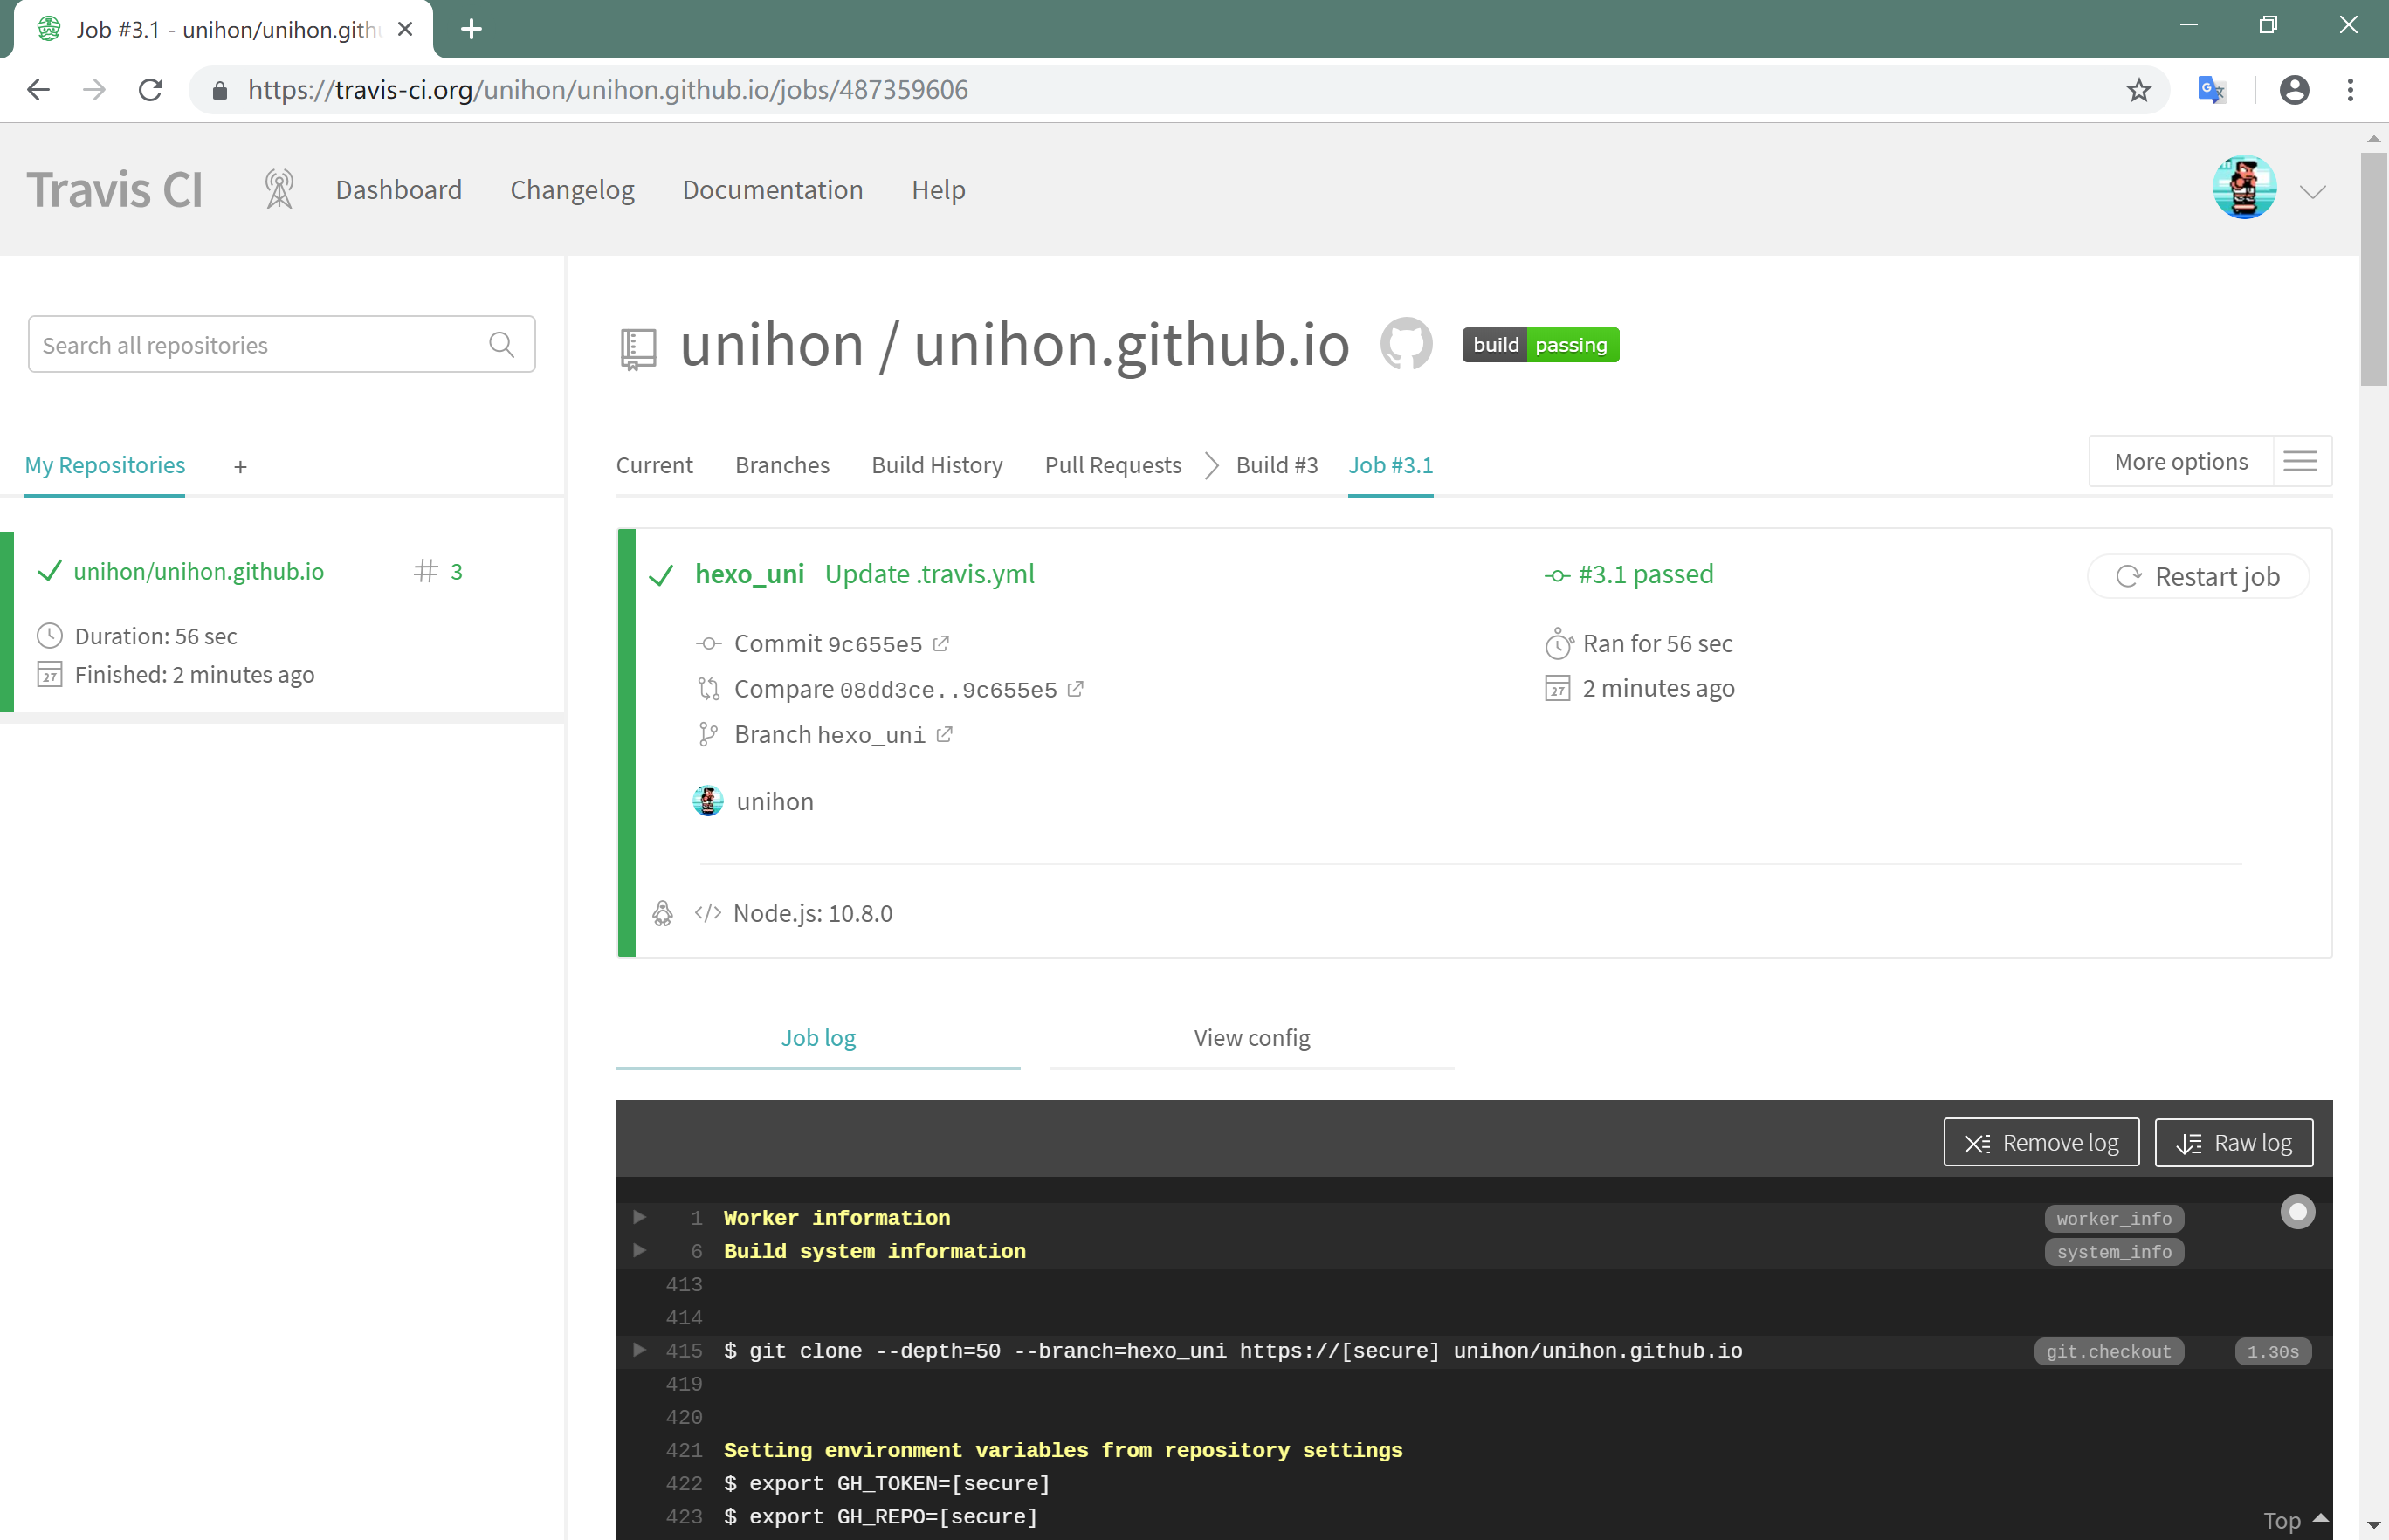 Job #3.1 - unihon/unihon.gith
https://travis-ci.org/unihon/unihon.github.io/jobs/487359606
Travis CI
Dashboard
Changelog
Documentation
Help
Search all repositories
My Repositories +
unihon/unihon.github.io
# 3
Duration: 56 sec
27 Finished: 2 minutes ago
unihon / unihon.github.io
build passing
Current
Branches
Build History
Pull Requests
Build #3
Job #3.1
More options
hexo_uni Update .travis.yml
Commit 9c655e5
Compare 08dd3ce..9c655e5
Branch hexo_uni
unihon
#3.1 passed
Ran for 56 sec
27 2 minutes ago
Restart job
</> Node.js: 10.8.0
Job log
View config
Remove log
Raw log
1 Worker information worker_info
6 Build system information system_info
413
414
415 $ git clone --depth=50 --branch=hexo_uni https://[secure] unihon/unihon.github.io git.checkout 1.30s
419
420
421 Setting environment variables from repository settings
422 $ export GH_TOKEN=[secure]
423 $ export GH_REPO=[secure]
Top